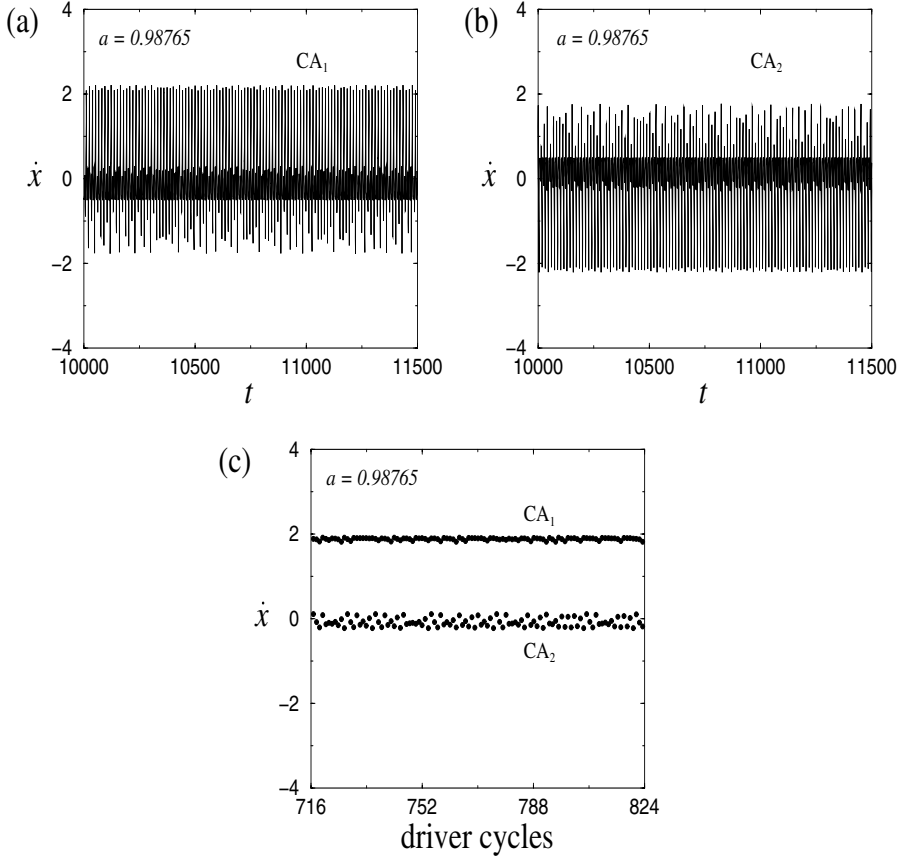 (a)
a = 0.98765
CA₁
4
2
0
−2
−4
ẋ
10000 10500 11000 11500
t
(b)
a = 0.98765
CA₂
4
2
0
−2
−4
ẋ
10000 10500 11000 11500
t
(c)
a = 0.98765
CA₁
CA₂
4
2
0
−2
−4
ẋ
716 752 788 824
driver cycles